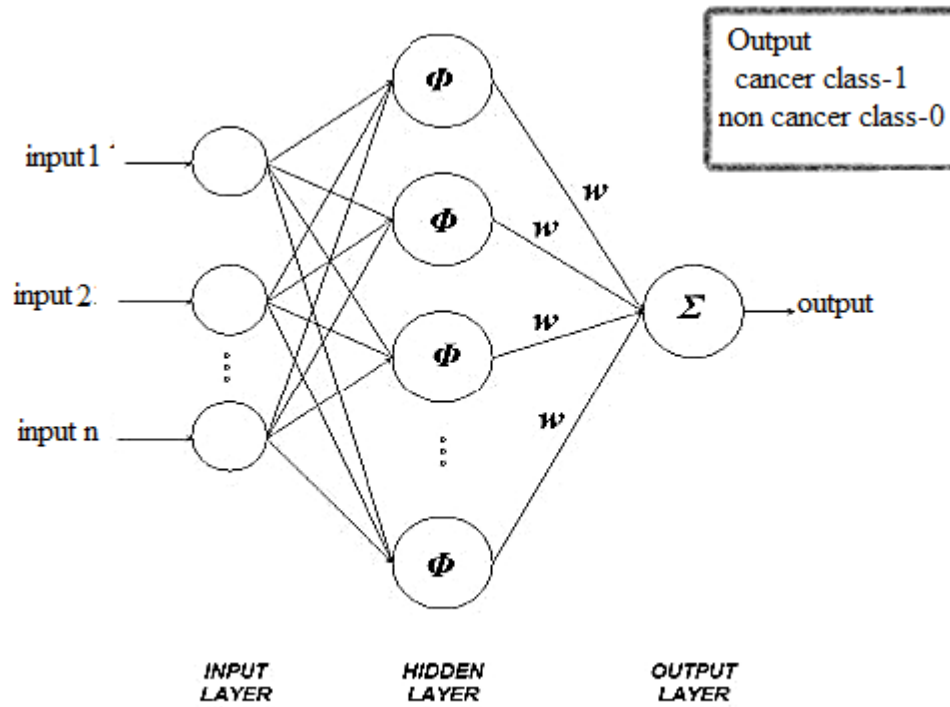 Output
cancer class-1
non cancer class-0
input 1
input 2
input n
Φ
Φ
Φ
Φ
w
w
w
w
Σ
output
INPUT
LAYER
HIDDEN
LAYER
OUTPUT
LAYER